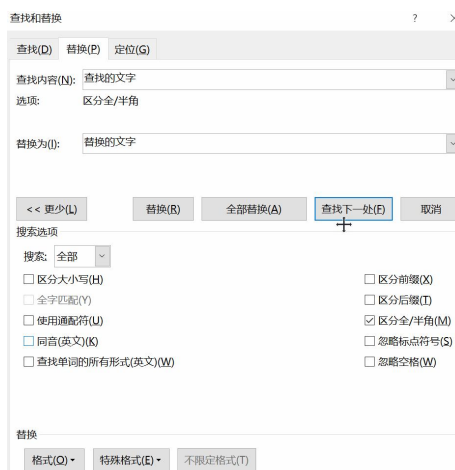 查找和替换 ?
查找(D) 替换(P) 定位(G)
查找内容(N): 查找的文字
选项: 区分全/半角
替换为(I): 替换的文字
<< 更少(L) 替换(R) 全部替换(A) 查找下一处(F) 取消
搜索选项
搜索: 全部
区分大小写(H) 区分前缀(X)
全字匹配(Y) 区分后缀(T)
使用通配符(U) 区分全/半角(M)
同音(英文)(K) 忽略标点符号(S)
查找单词的所有形式(英文)(W) 忽略空格(W)
替换
格式(O) 特殊格式(E) 不限定格式(T)